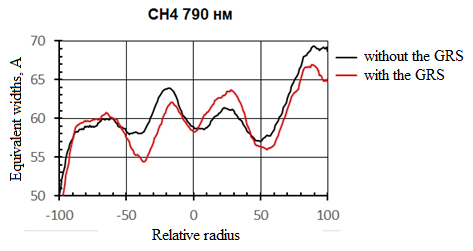 CH4 790 нм
70
65
60
55
50
-100
-50
0
50
100
Equivalent widths, A
Relative radius
without the GRS
with the GRS